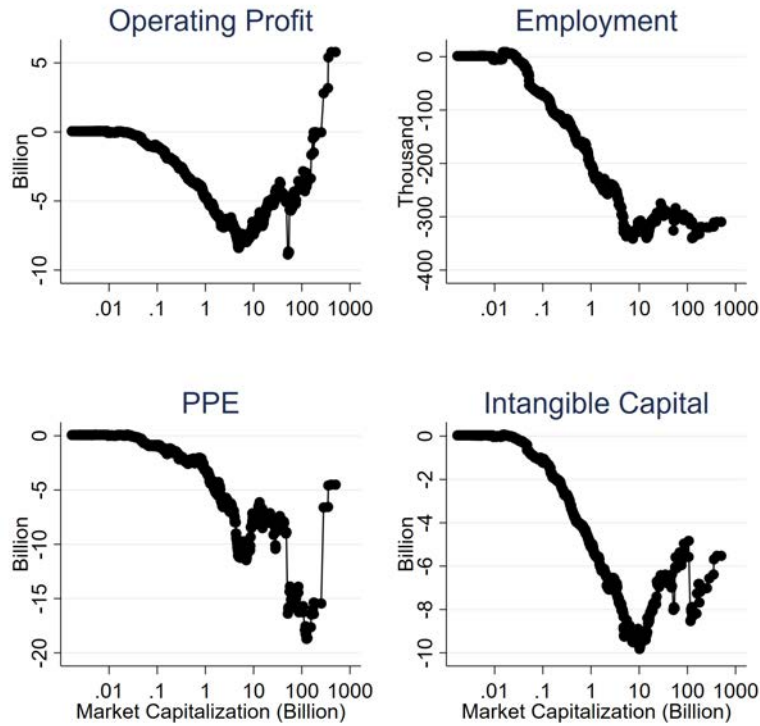 Operating Profit
Billion
5
0
-5
-10
.01 .1 1 10 100 1000
Employment
Thousand
0
-100
-200
-300
-400
.01 .1 1 10 100 1000
PPE
Billion
0
-5
-10
-15
-20
.01 .1 1 10 100 1000
Market Capitalization (Billion)
Intangible Capital
Billion
0
-2
-4
-6
-8
-10
.01 .1 1 10 100 1000
Market Capitalization (Billion)